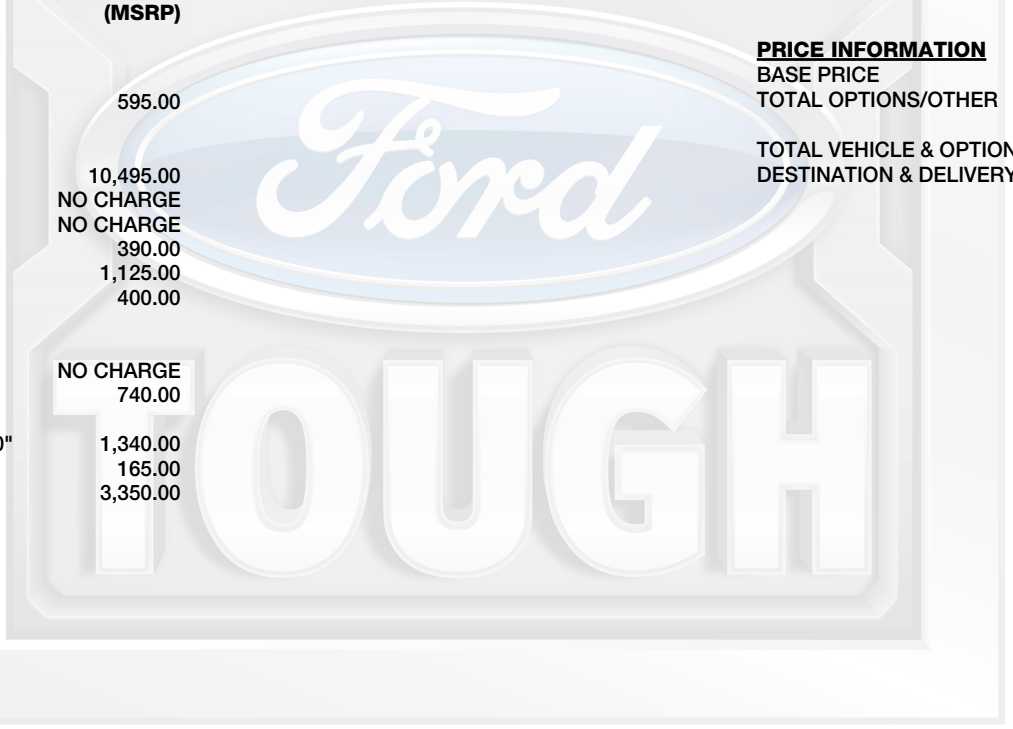 (MSRP)
595.00
10,495.00
NO CHARGE
NO CHARGE
390.00
1,125.00
400.00
NO CHARGE
740.00
0" 1,340.00
165.00
3,350.00
PRICE INFORMATION
BASE PRICE
TOTAL OPTIONS/OTHER
TOTAL VEHICLE & OPTION
DESTINATION & DELIVERY
Ford
TOUGH